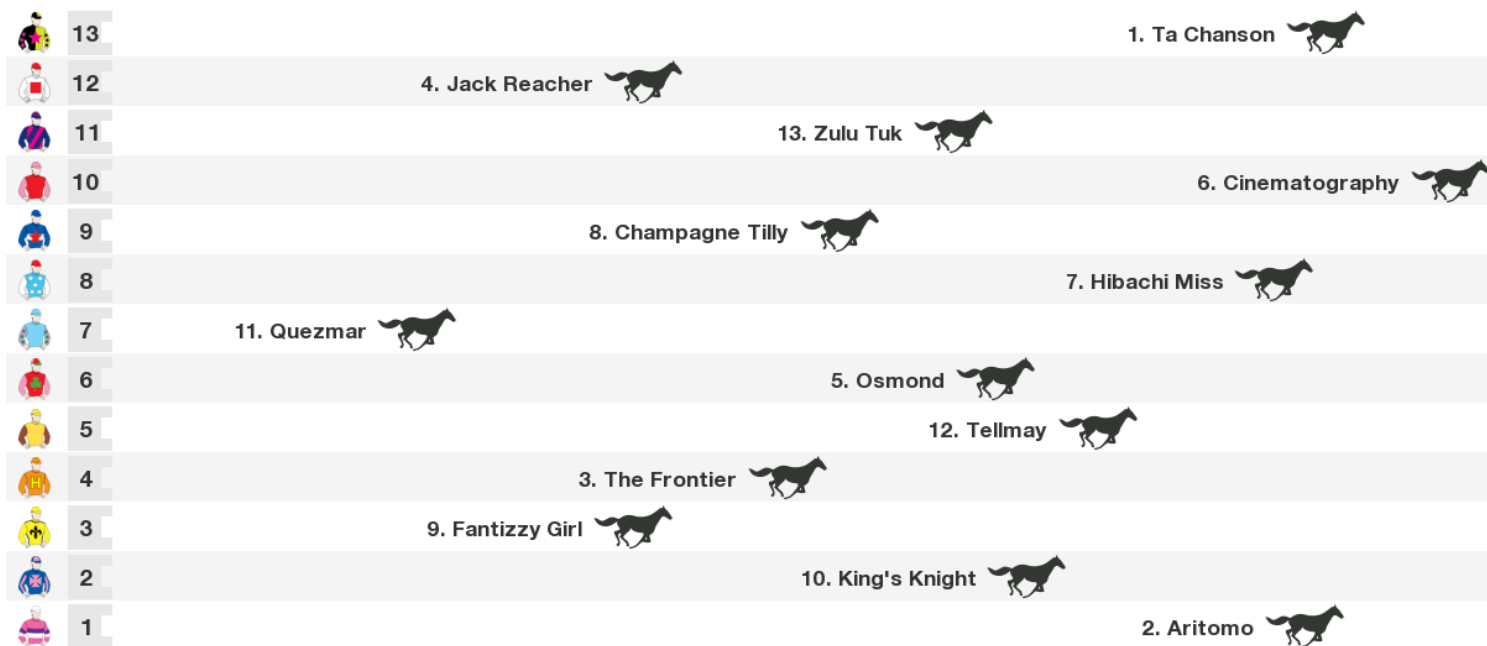 13 1. Ta Chanson
12 4. Jack Reacher
11 13. Zulu Tuk
10 6. Cinematography
9 8. Champagne Tilly
8 7. Hibachi Miss
7 11. Quezmar
6 5. Osmond
5 12. Tellmay
H 4 3. The Frontier
3 9. Fantizzy Girl
2 10. King's Knight
1 2. Aritomo